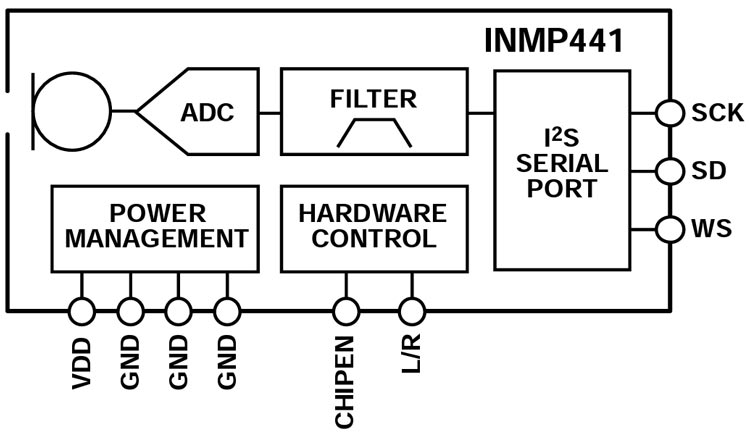 INMP441
ADC
FILTER
I²S
SERIAL
PORT
SCK
SD
WS
POWER
MANAGEMENT
HARDWARE
CONTROL
VDD
GND
GND
GND
CHIPEN
L/R